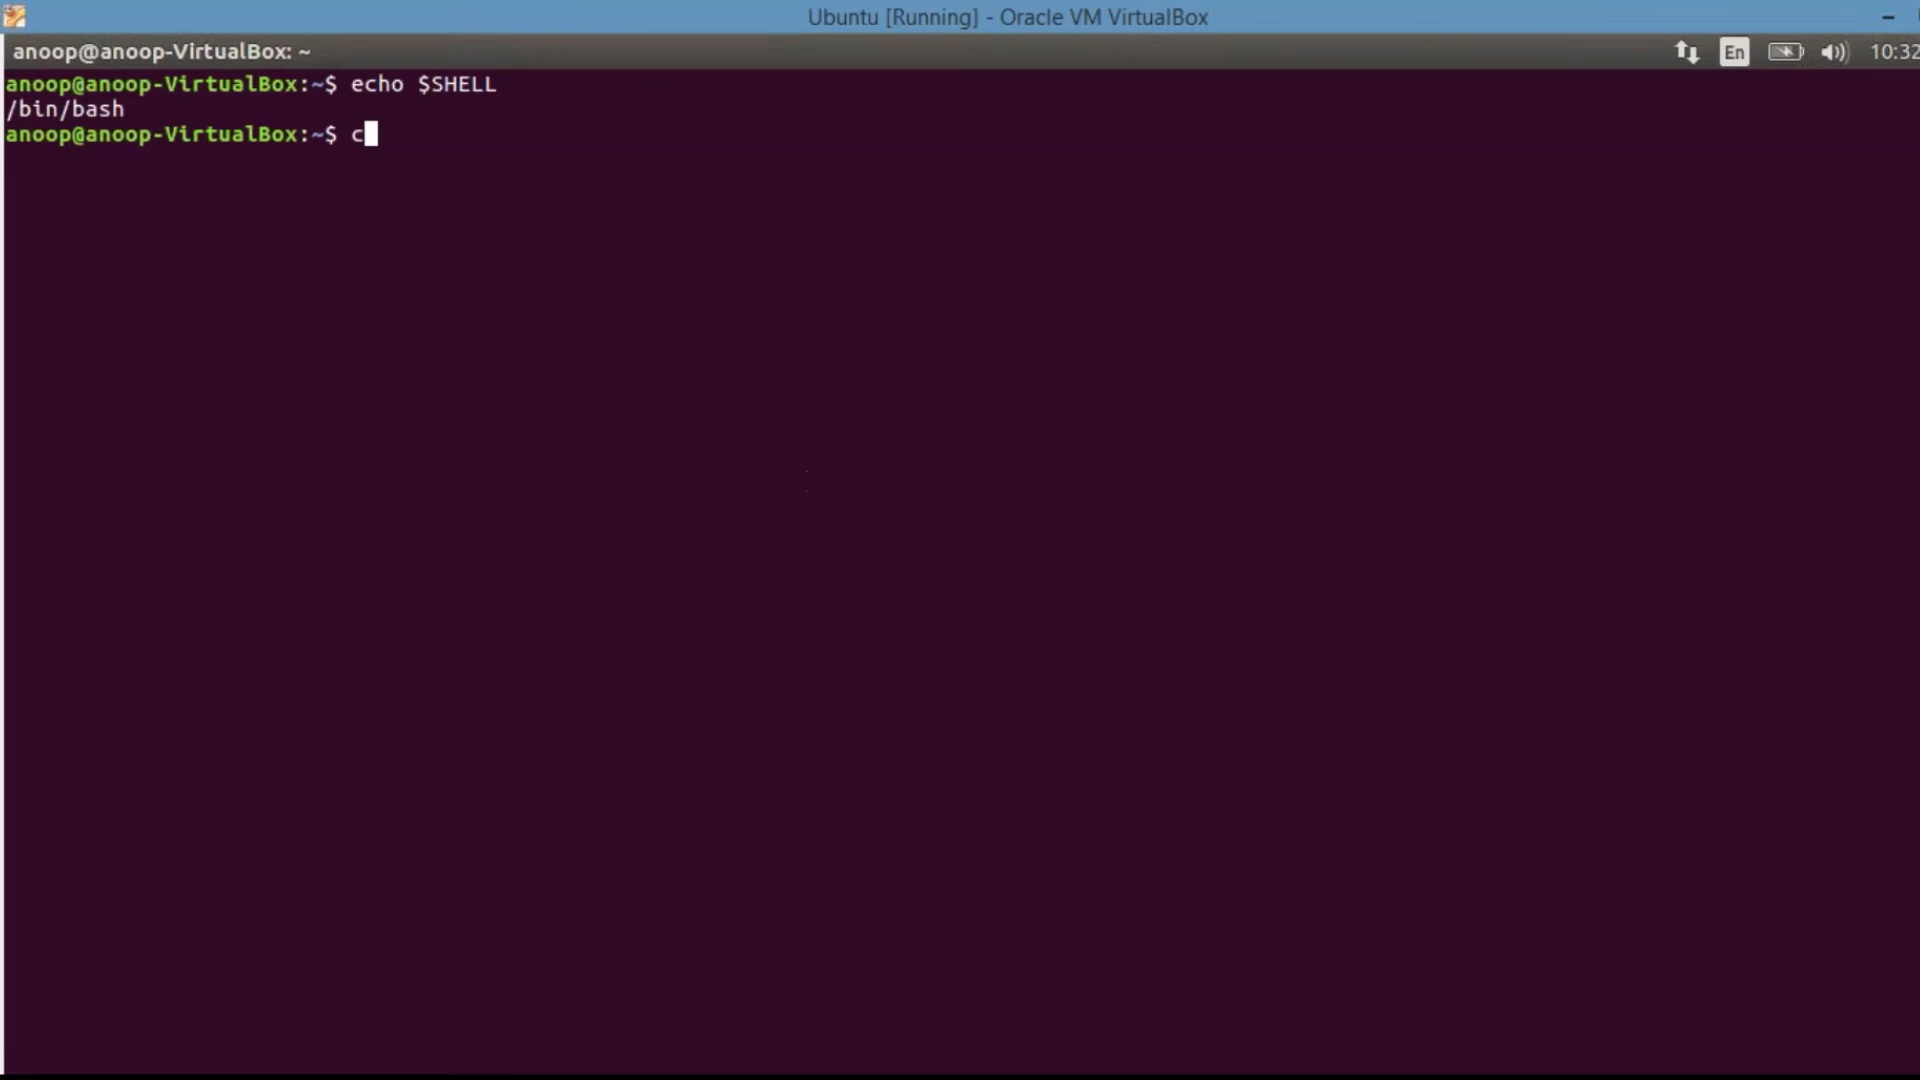 Ubuntu [Running] - Oracle VM VirtualBox
anoop@anoop-VirtualBox: ~
En
10:32
anoop@anoop-VirtualBox:~$ echo $SHELL
/bin/bash
anoop@anoop-VirtualBox:~$ c